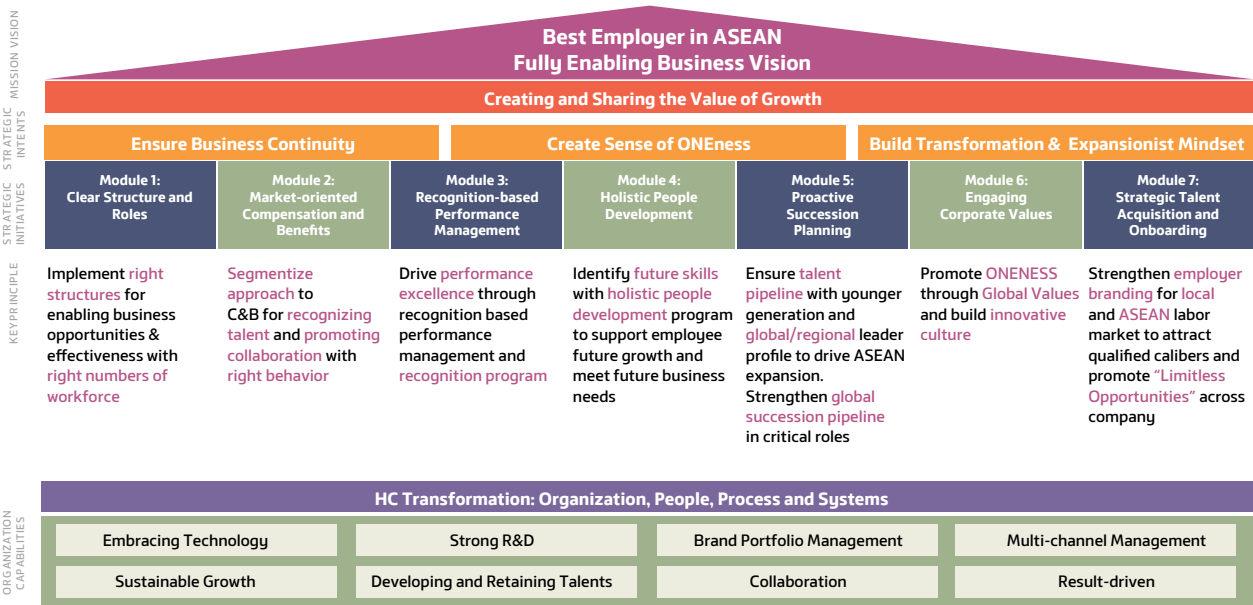 MISSION VISION
Best Employer in ASEAN
Fully Enabling Business Vision
Creating and Sharing the Value of Growth
STRATEGIC
INTENTS
Ensure Business Continuity
Create Sense of ONEness
Build Transformation & Expansionist Mindset
STRATEGIC
INITIATIVES
Module 1:
Clear Structure and
Roles
Module 2:
Market-oriented
Compensation and
Benefits
Module 3:
Recognition-based
Performance
Management
Module 4:
Holistic People
Development
Module 5:
Proactive
Succession
Planning
Module 6:
Engaging
Corporate Values
Module 7:
Strategic Talent
Acquisition and
Onboarding
KEYPRINCIPLE
Implement right
structures for
enabling business
opportunities &
effectiveness with
right numbers of
workforce
Segmentize
approach to
C&B for recognizing
talent and promoting
collaboration with
right behavior
Drive performance
excellence through
recognition based
performance
management and
recognition program
Identify future skills
with holistic people
development program
to support employee
future growth and
meet future business
needs
Ensure talent
pipeline with younger
generation and
global/regional leader
profile to drive ASEAN
expansion.
Strengthen global
succession pipeline
in critical roles
Promote ONENESS
through Global Values
and build innovative
culture
Strengthen employer
branding for local
and ASEAN labor
market to attract
qualified calibers and
promote “Limitless
Opportunities” across
company
HC Transformation: Organization, People, Process and Systems
ORGANIZATION
CAPABILITIES
Embracing Technology
Strong R&D
Brand Portfolio Management
Multi-channel Management
Sustainable Growth
Developing and Retaining Talents
Collaboration
Result-driven